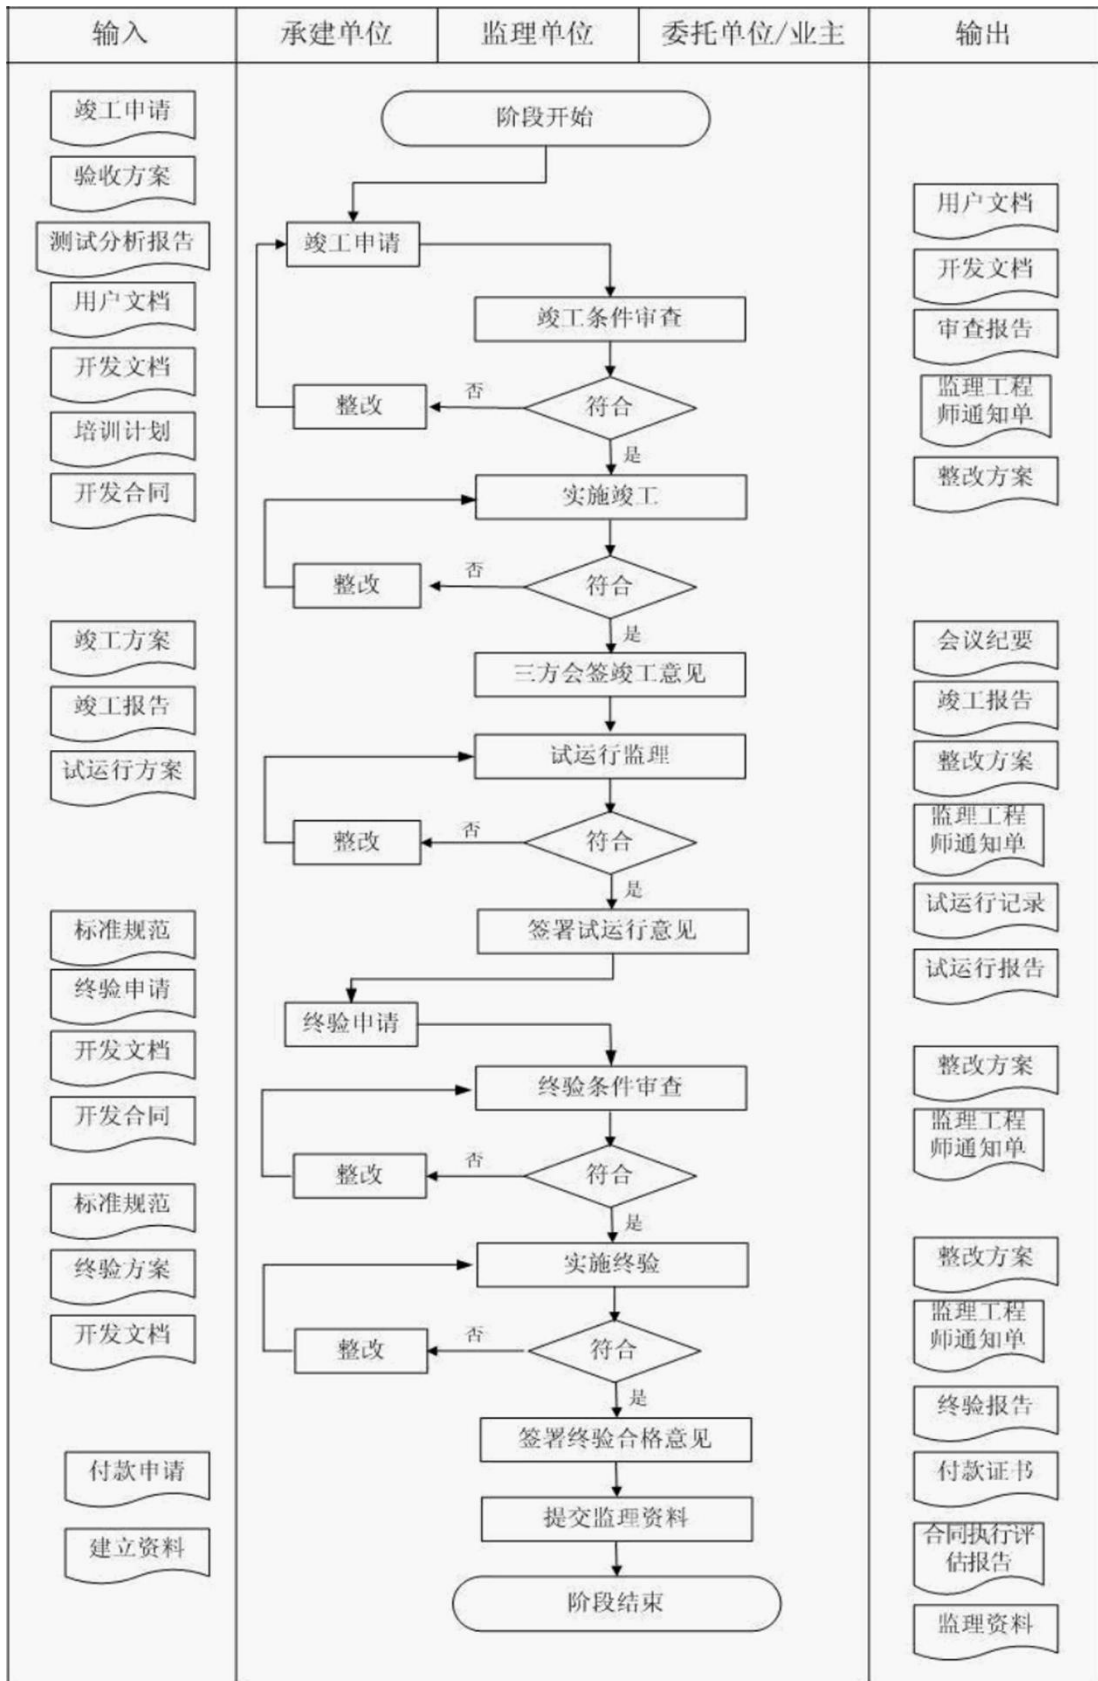 输入
承建单位
监理单位
委托单位/业主
输出
竣工申请
验收方案
测试分析报告
用户文档
开发文档
培训计划
开发合同
竣工方案
竣工报告
试运行方案
标准规范
终验申请
开发文档
开发合同
标准规范
终验方案
开发文档
付款申请
建立资料
阶段开始
竣工申请
竣工条件审查
符合
否
整改
是
实施竣工
符合
否
整改
是
三方会签竣工意见
试运行监理
符合
否
整改
是
签署试运行意见
终验申请
终验条件审查
符合
否
整改
是
实施终验
符合
否
整改
是
签署终验合格意见
提交监理资料
阶段结束
用户文档
开发文档
审查报告
监理工程
师通知单
整改方案
会议纪要
竣工报告
整改方案
监理工程
师通知单
试运行记录
试运行报告
整改方案
监理工程
师通知单
整改方案
监理工程
师通知单
终验报告
付款证书
合同执行评
估报告
监理资料